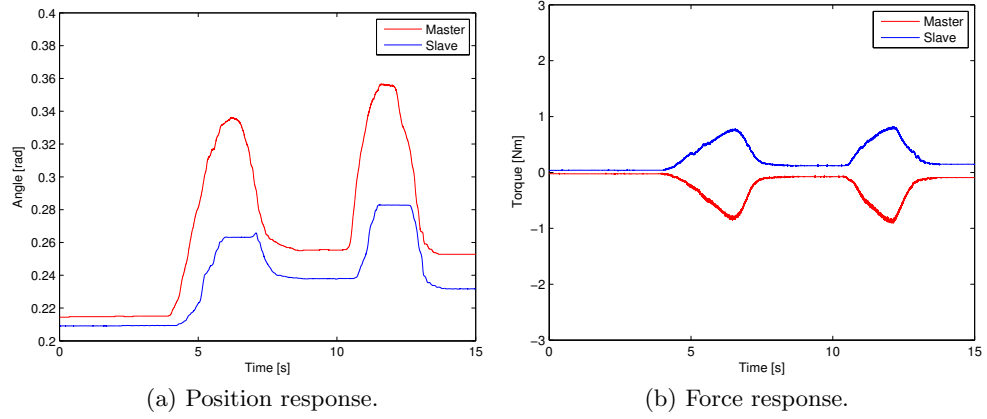 0.4
0.38
0.36
0.34
0.32
0.3
0.28
0.26
0.24
0.22
0.2
0
5
10
15
Angle [rad]
Time [s]
Master
Slave
(a) Position response.
3
2
1
0
−1
−2
−3
0
5
10
15
Torque [Nm]
Time [s]
Master
Slave
(b) Force response.